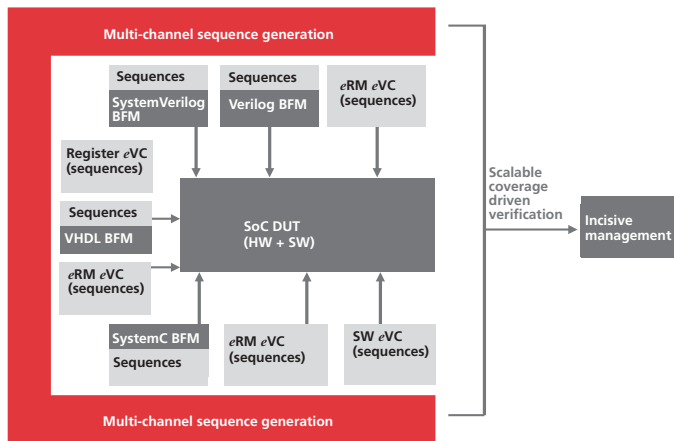 Multi-channel sequence generation
Sequences
SystemVerilog
BFM
Sequences
Verilog BFM
eRM eVC
(sequences)
Register eVC
(sequences)
Sequences
VHDL BFM
eRM eVC
(sequences)
SoC DUT
(HW + SW)
Scalable
coverage
driven
verification
Incisive
management
SystemC BFM
Sequences
eRM eVC
(sequences)
SW eVC
(sequences)
Multi-channel sequence generation